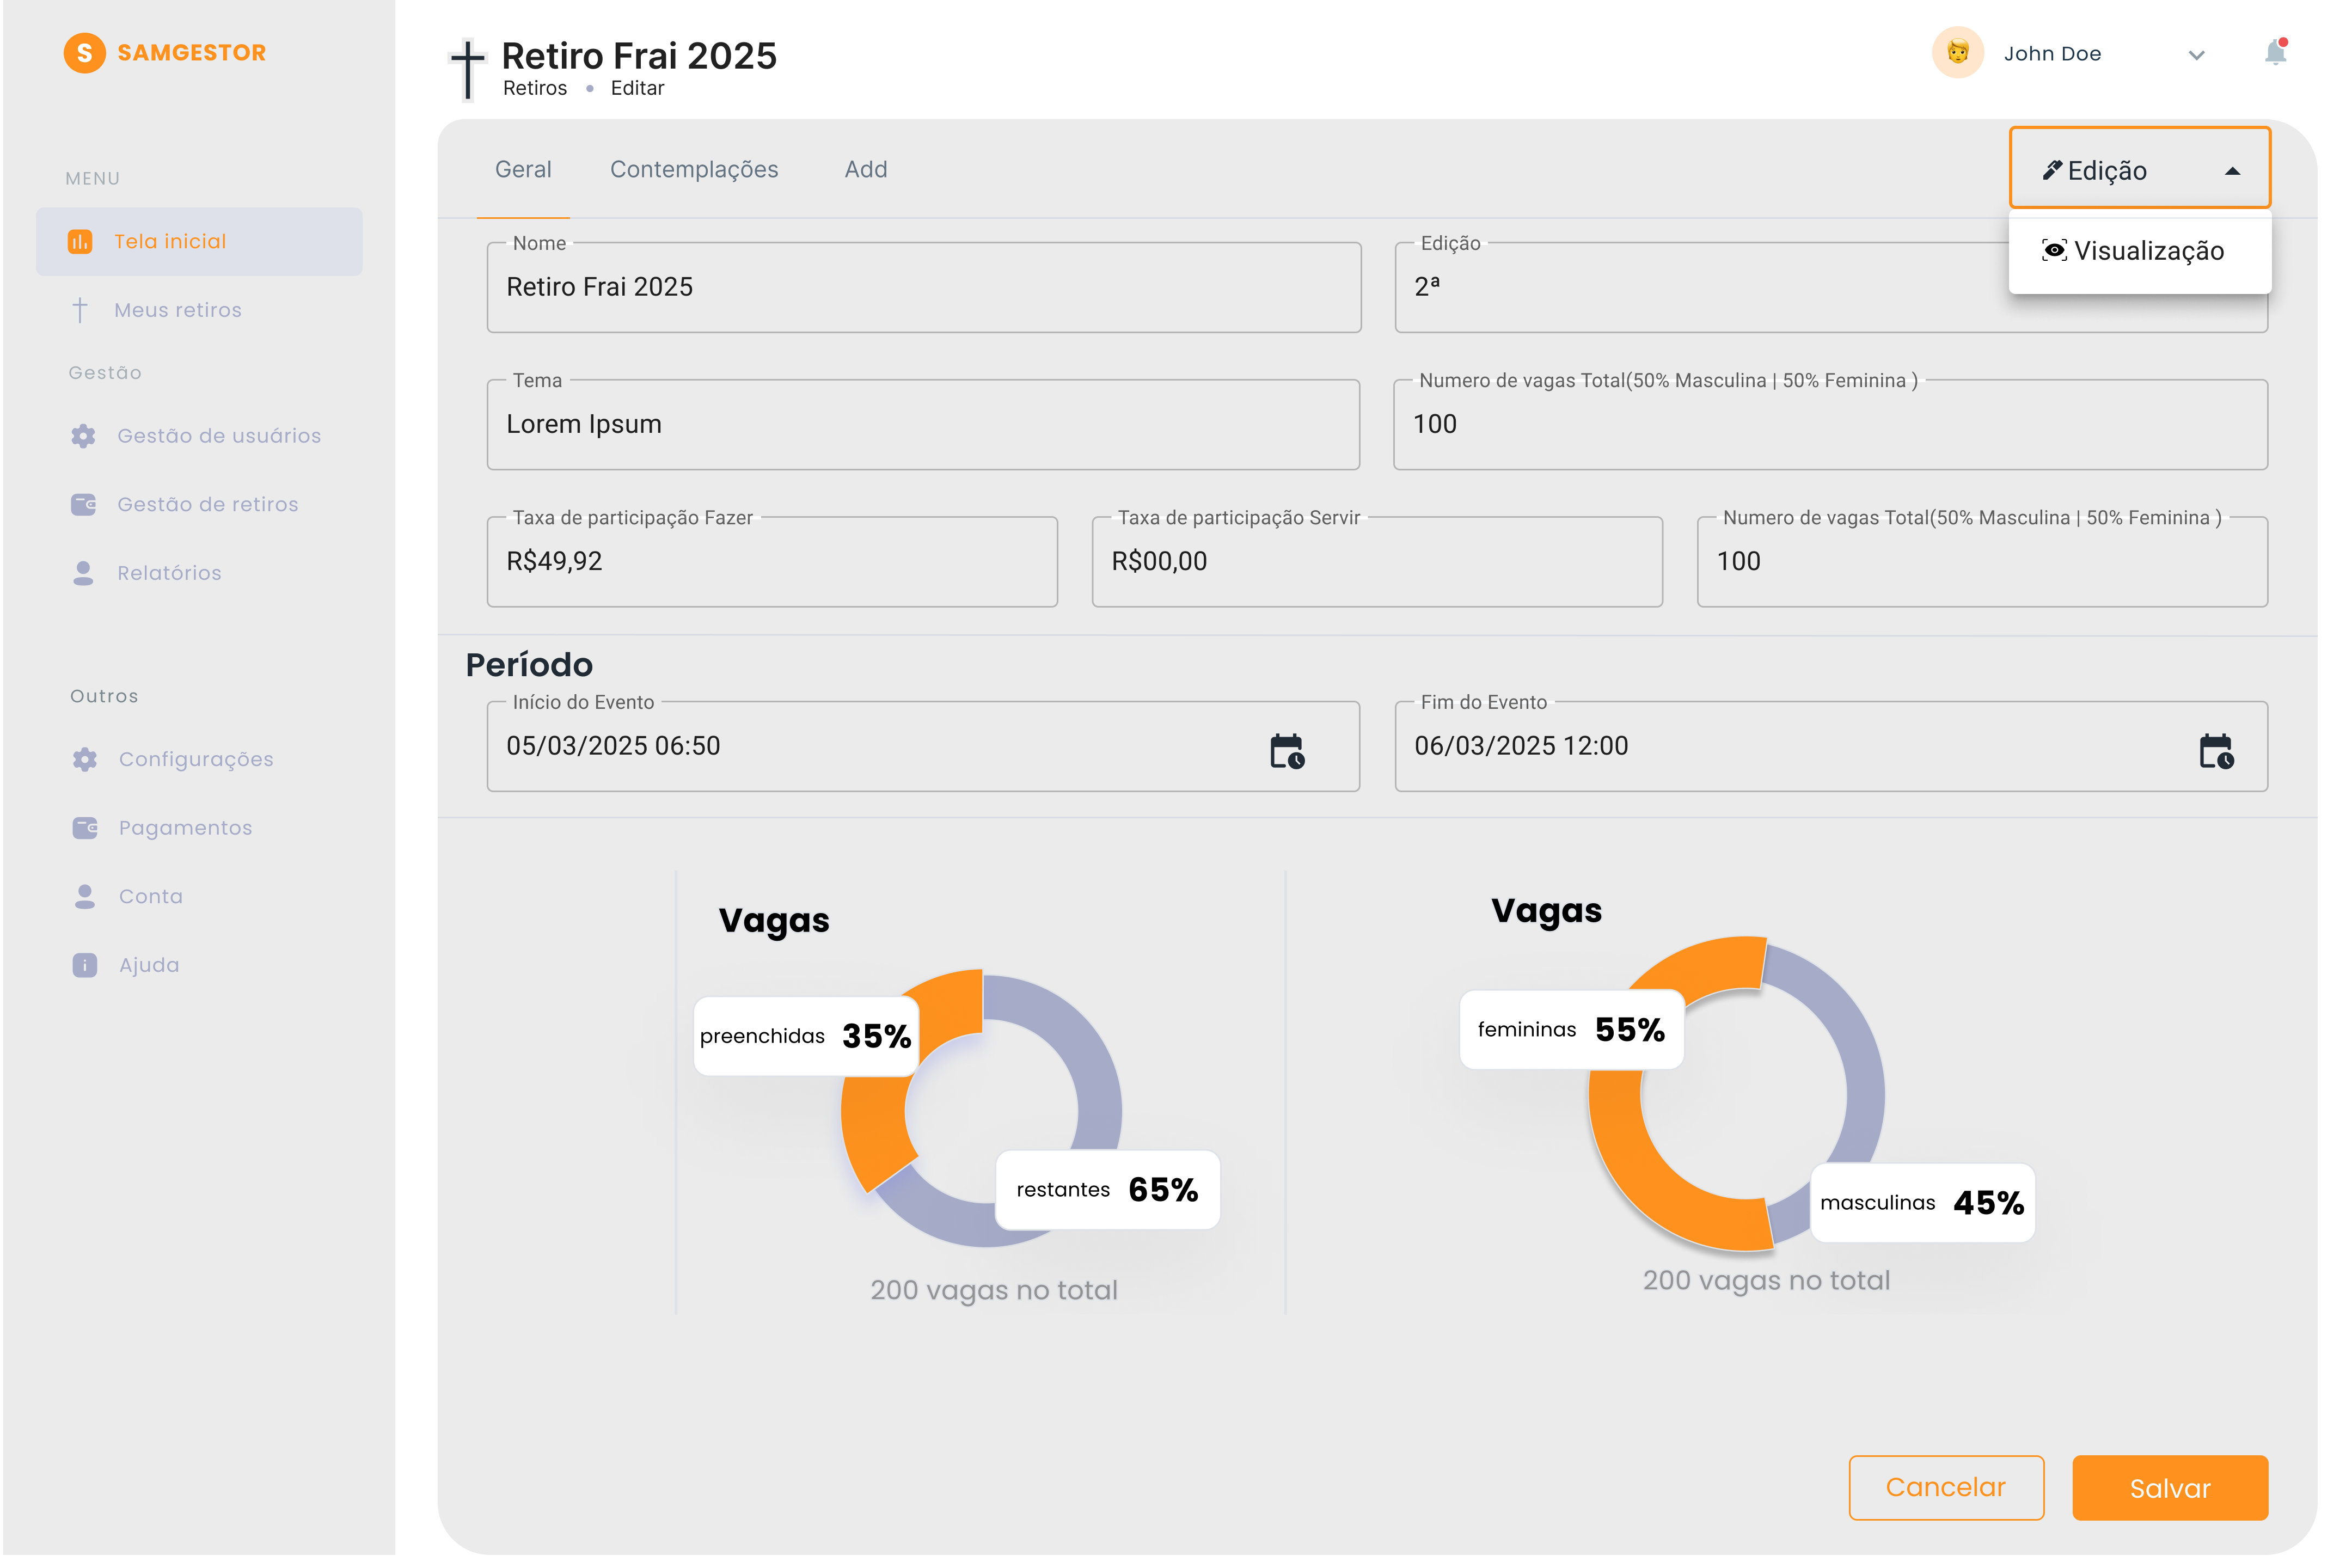 S SAMGESTOR
MENU
Tela inicial
Meus retiros
Gestão
Gestão de usuários
Gestão de retiros
Relatórios
Outros
Configurações
Pagamentos
Conta
Ajuda
Retiro Frai 2025
Retiros • Editar
John Doe
Geral Contemplações Add
Edição
Visualização
Nome
Retiro Frai 2025
Edição
2ª
Tema
Lorem Ipsum
Numero de vagas Total(50% Masculina | 50% Feminina )
100
Taxa de participação Fazer
R$49,92
Taxa de participação Servir
R$00,00
Numero de vagas Total(50% Masculina | 50% Feminina )
100
Período
Início do Evento
05/03/2025 06:50
Fim do Evento
06/03/2025 12:00
Vagas
preenchidas 35%
restantes 65%
200 vagas no total
Vagas
femininas 55%
masculinas 45%
200 vagas no total
Cancelar
Salvar